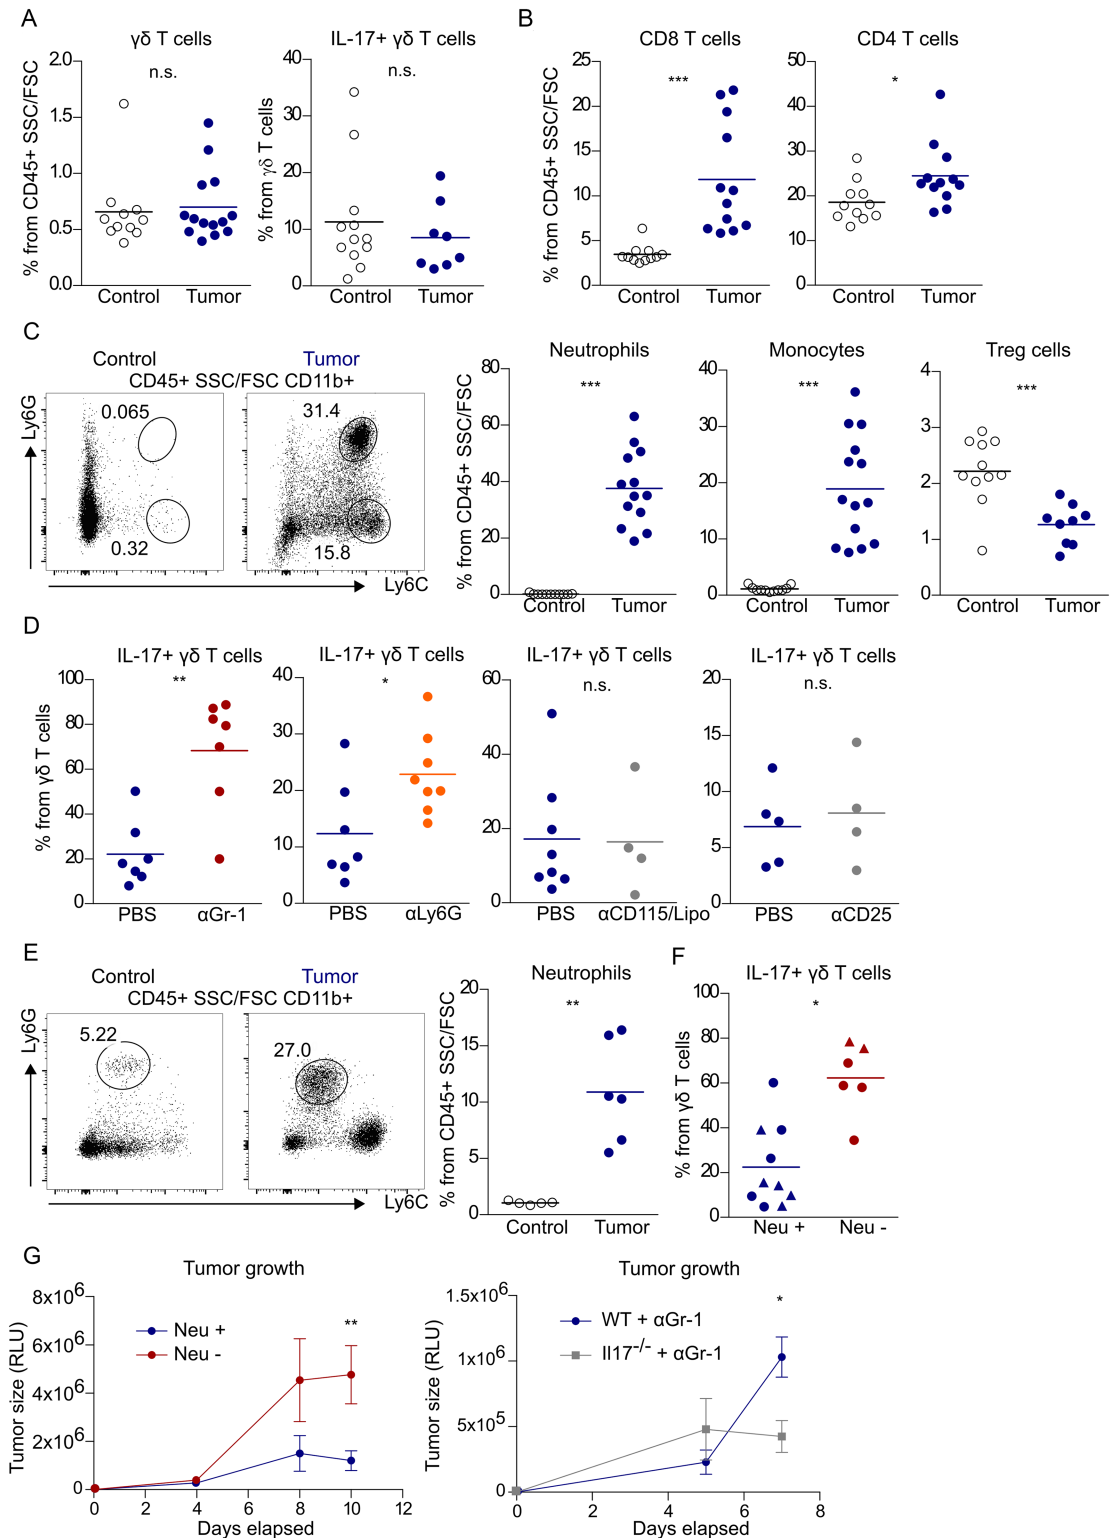 A
γδ T cells
IL-17+ γδ T cells
n.s.
n.s.
% from CD45+ SSC/FSC
2.0
1.5
1.0
0.5
0.0
Control
Tumor
% from γδ T cells
40
30
20
10
0
Control
Tumor
B
CD8 T cells
CD4 T cells
***
*
% from CD45+ SSC/FSC
25
20
15
10
5
0
Control
Tumor
50
40
30
20
10
0
Control
Tumor
C
Control
Tumor
CD45+ SSC/FSC CD11b+
Ly6G
0.065
0.32
31.4
15.8
Ly6C
Neutrophils
Monocytes
Treg cells
***
***
***
% from CD45+ SSC/FSC
80
60
40
20
0
Control
Tumor
40
30
20
10
0
Control
Tumor
4
3
2
1
0
Control
Tumor
D
IL-17+ γδ T cells
IL-17+ γδ T cells
IL-17+ γδ T cells
IL-17+ γδ T cells
**
*
n.s.
n.s.
% from γδ T cells
100
80
60
40
20
0
PBS
αGr-1
40
30
20
10
0
PBS
αLy6G
60
40
20
0
PBS
αCD115/Lipo
20
15
10
5
0
PBS
αCD25
E
Control
Tumor
CD45+ SSC/FSC CD11b+
Ly6G
5.22
27.0
Ly6C
Neutrophils
**
% from CD45+ SSC/FSC
20
15
10
5
0
Control
Tumor
F
IL-17+ γδ T cells
*
% from γδ T cells
100
80
60
40
20
0
Neu +
Neu -
G
Tumor growth
Tumor size (RLU)
8x10⁶
6x10⁶
4x10⁶
2x10⁶
0
Neu +
Neu -
**
0
2
4
6
8
10
12
Days elapsed
Tumor growth
Tumor size (RLU)
1.5x10⁶
1x10⁶
5x10⁵
0
WT + αGr-1
Il17⁻/⁻ + αGr-1
*
0
2
4
6
8
Days elapsed